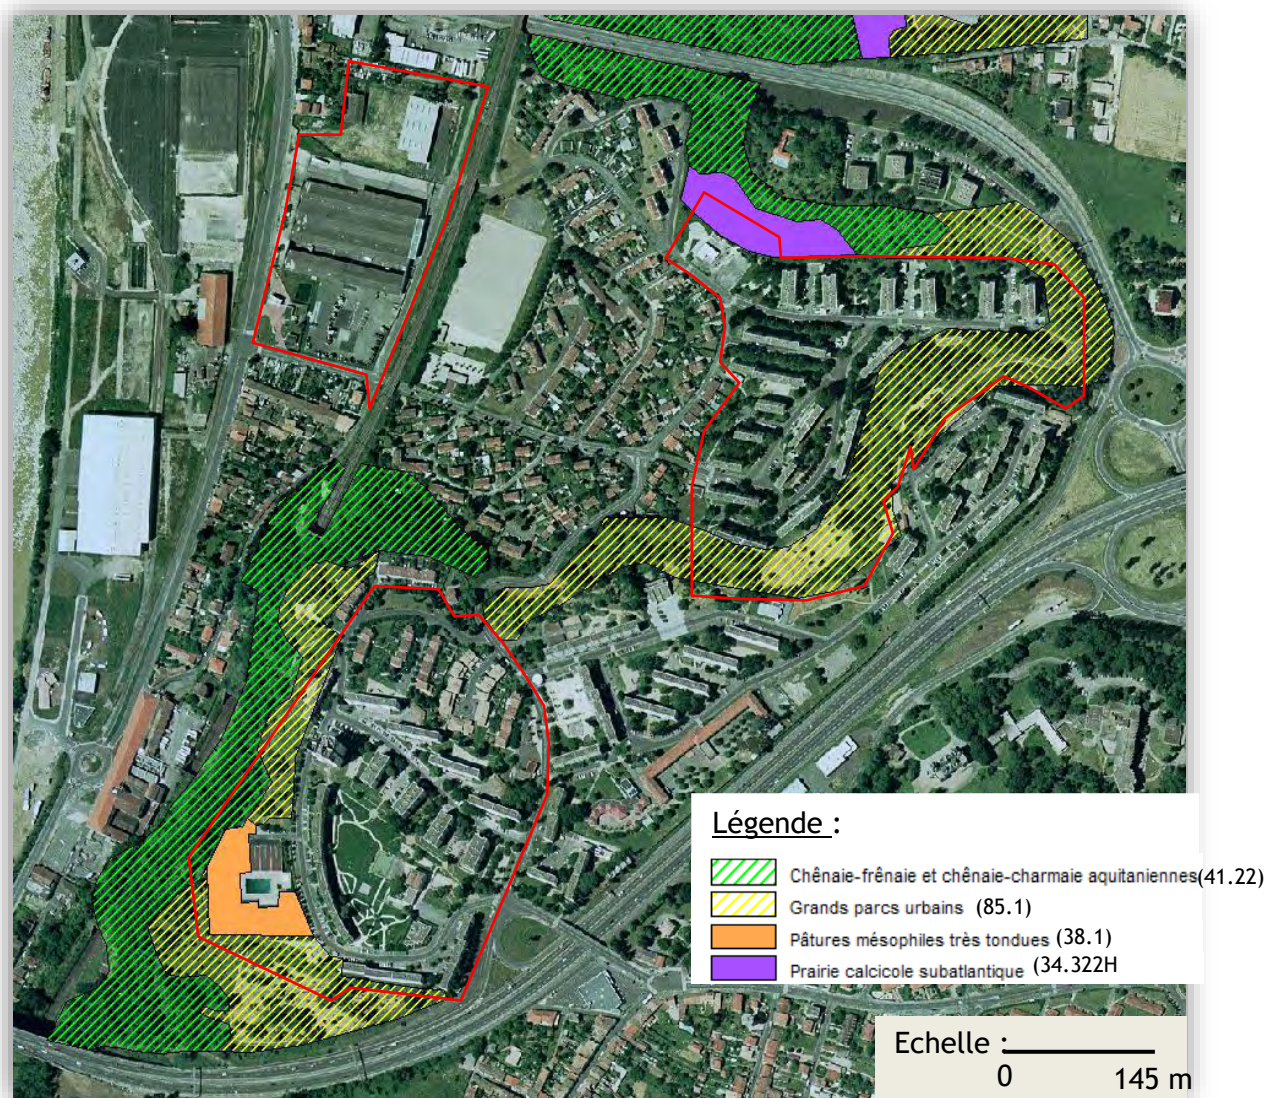 Légende :
Chênaie-frênaie et chênaie-charmaie aquitaniennes(41.22)
Grands parcs urbains (85.1)
Pâtures mésophiles très tondues (38.1)
Prairie calcicole subatlantique (34.322H
Echelle :
0 145 m